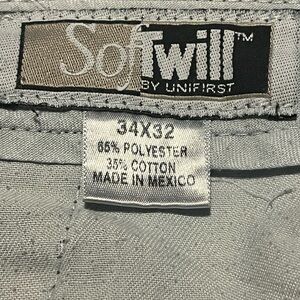 SofTwill™
BY UNIFIRST
34X32
65% POLYESTER
35% COTTON
MADE IN MEXICO